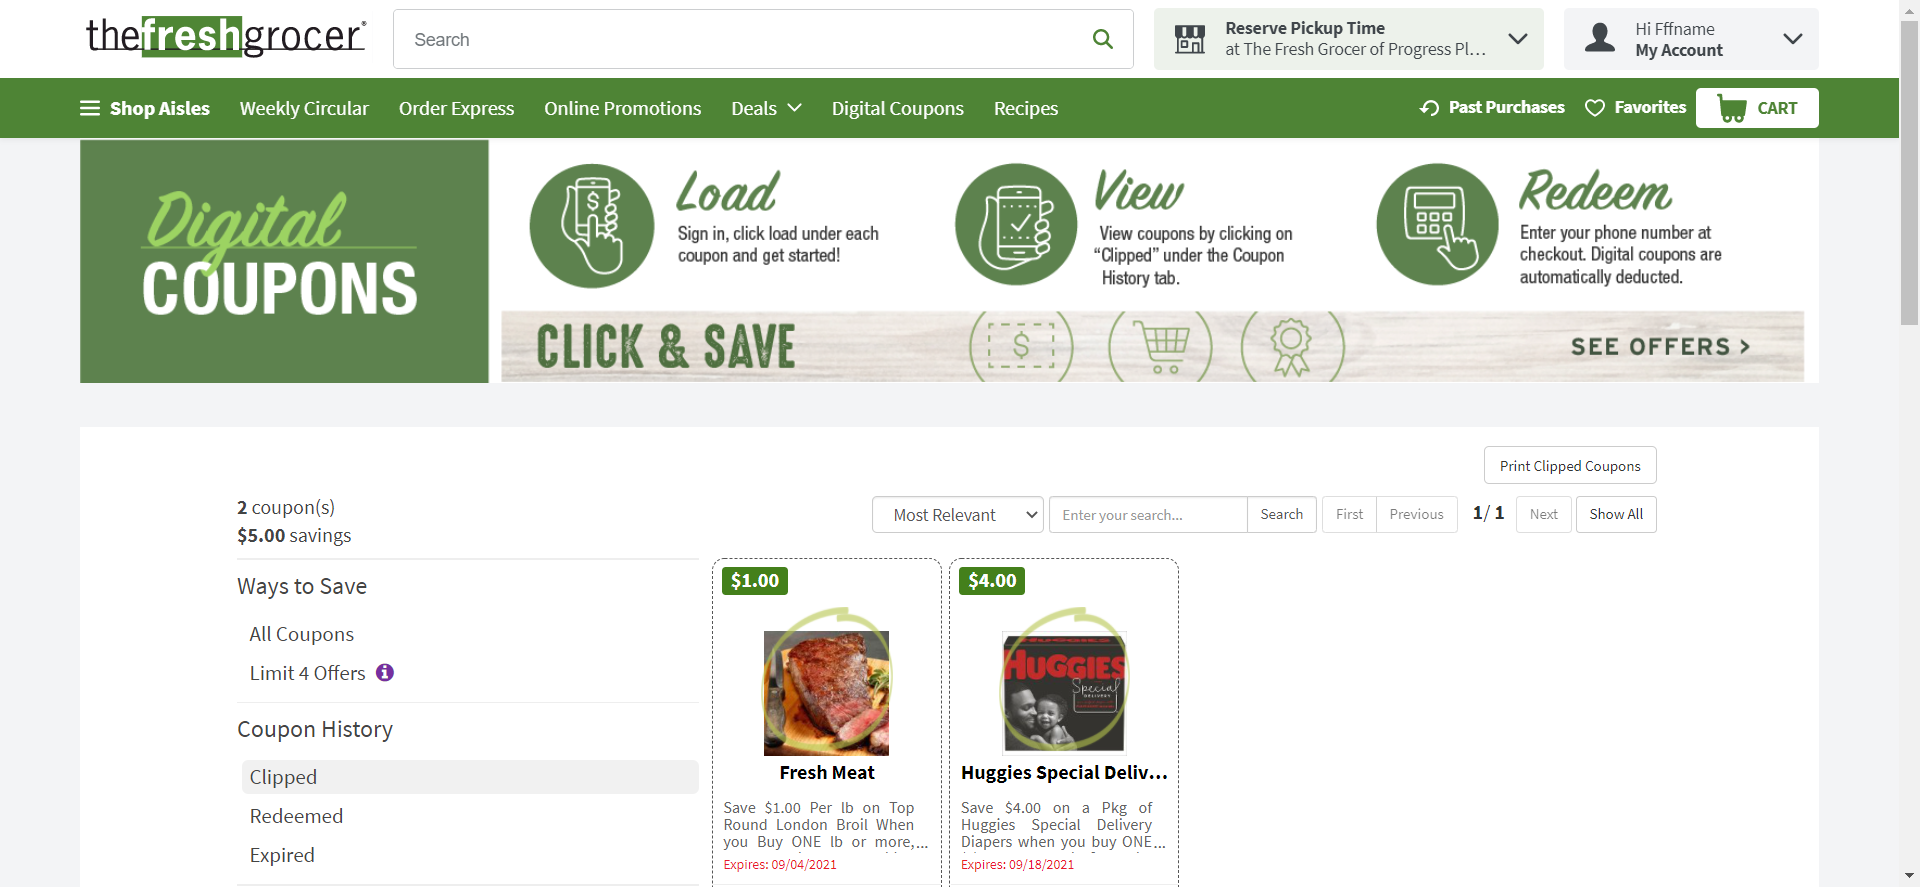 thefreshgrocer®
Search
Reserve Pickup Time
at The Fresh Grocer of Progress Pl...
Hi Fffname
My Account
Shop Aisles
Weekly Circular
Order Express
Online Promotions
Deals
Digital Coupons
Recipes
Past Purchases
Favorites
CART
Digital
COUPONS
Load
Sign in, click load under each
coupon and get started!
View
View coupons by clicking on
“Clipped” under the Coupon
History tab.
Redeem
Enter your phone number at
checkout. Digital coupons are
automatically deducted.
CLICK & SAVE
SEE OFFERS >
Print Clipped Coupons
2 coupon(s)
$5.00 savings
Most Relevant
Enter your search...
Search
First
Previous
1/ 1
Next
Show All
Ways to Save
All Coupons
Limit 4 Offers
Coupon History
Clipped
Redeemed
Expired
$1.00
Fresh Meat
Save $1.00 Per lb on Top
Round London Broil When
you Buy ONE lb or more,...
Expires: 09/04/2021
$4.00
HUGGIES
Special
DELIVERY
Huggies Special Deliv...
Save $4.00 on a Pkg of
Huggies Special Delivery
Diapers when you buy ONE...
Expires: 09/18/2021